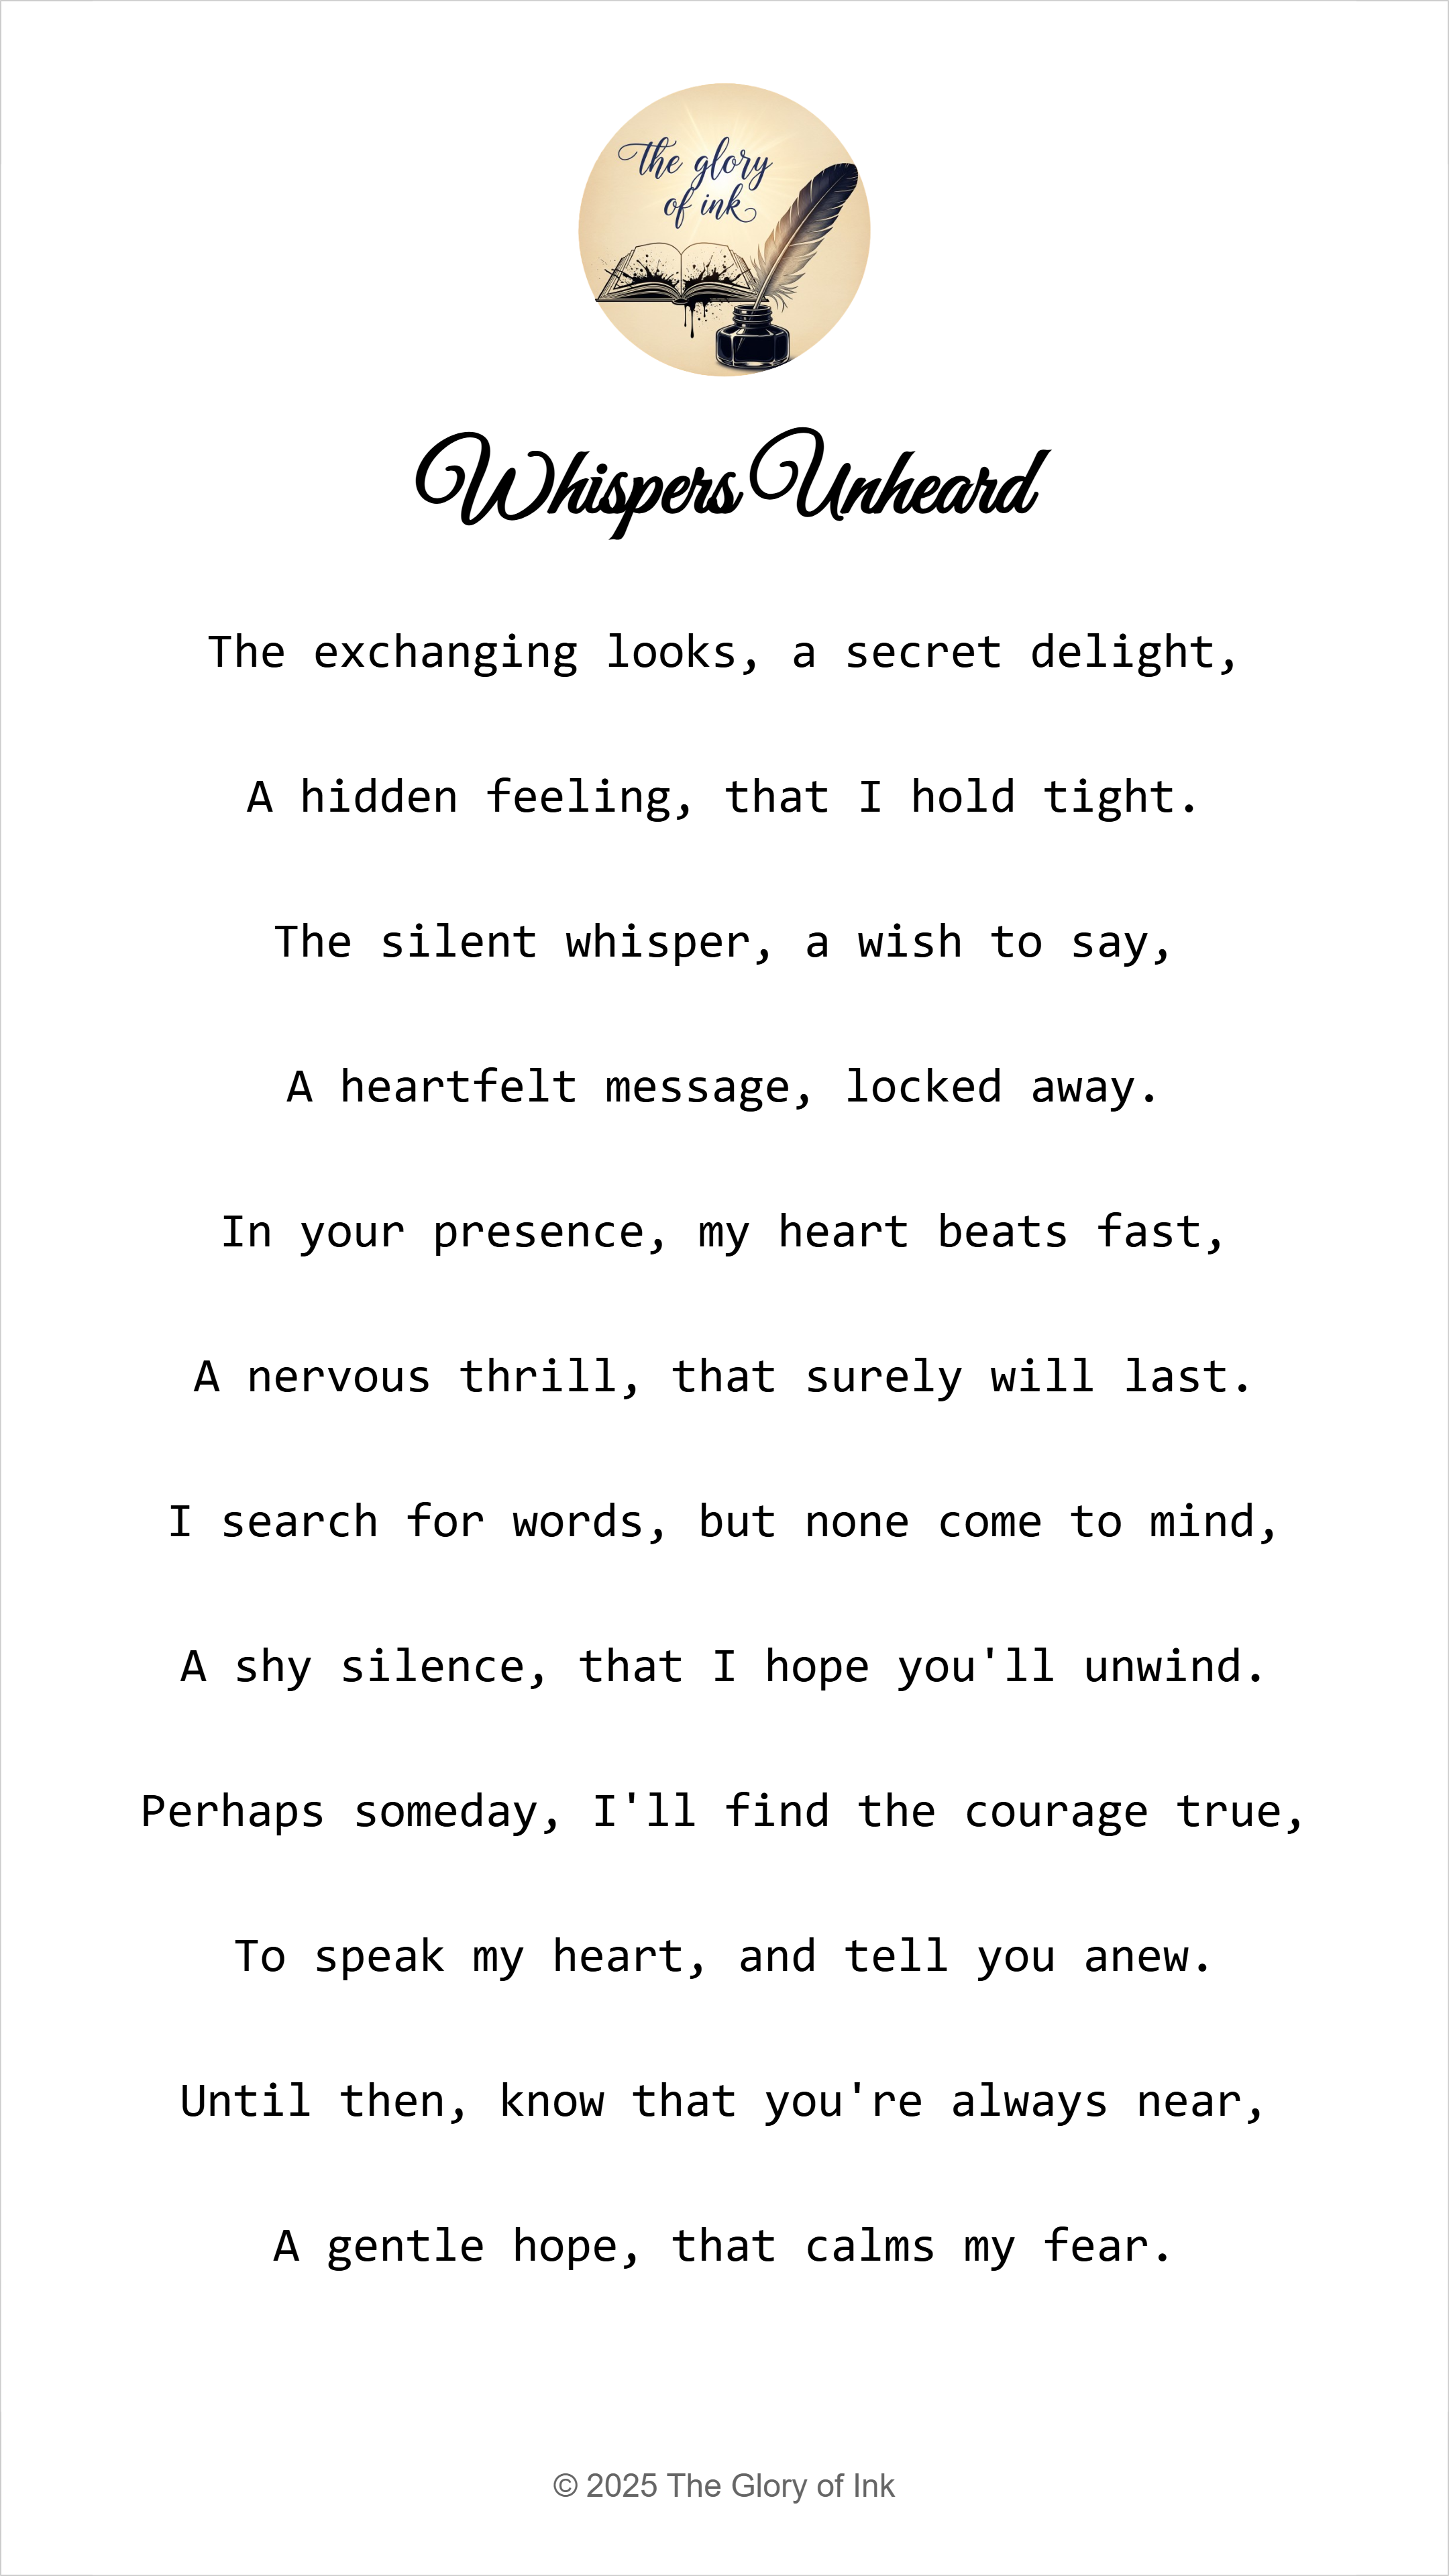 the glory
of ink
Whispers Unheard
The exchanging looks, a secret delight,
A hidden feeling, that I hold tight.
The silent whisper, a wish to say,
A heartfelt message, locked away.
In your presence, my heart beats fast,
A nervous thrill, that surely will last.
I search for words, but none come to mind,
A shy silence, that I hope you'll unwind.
Perhaps someday, I'll find the courage true,
To speak my heart, and tell you anew.
Until then, know that you're always near,
A gentle hope, that calms my fear.
© 2025 The Glory of Ink